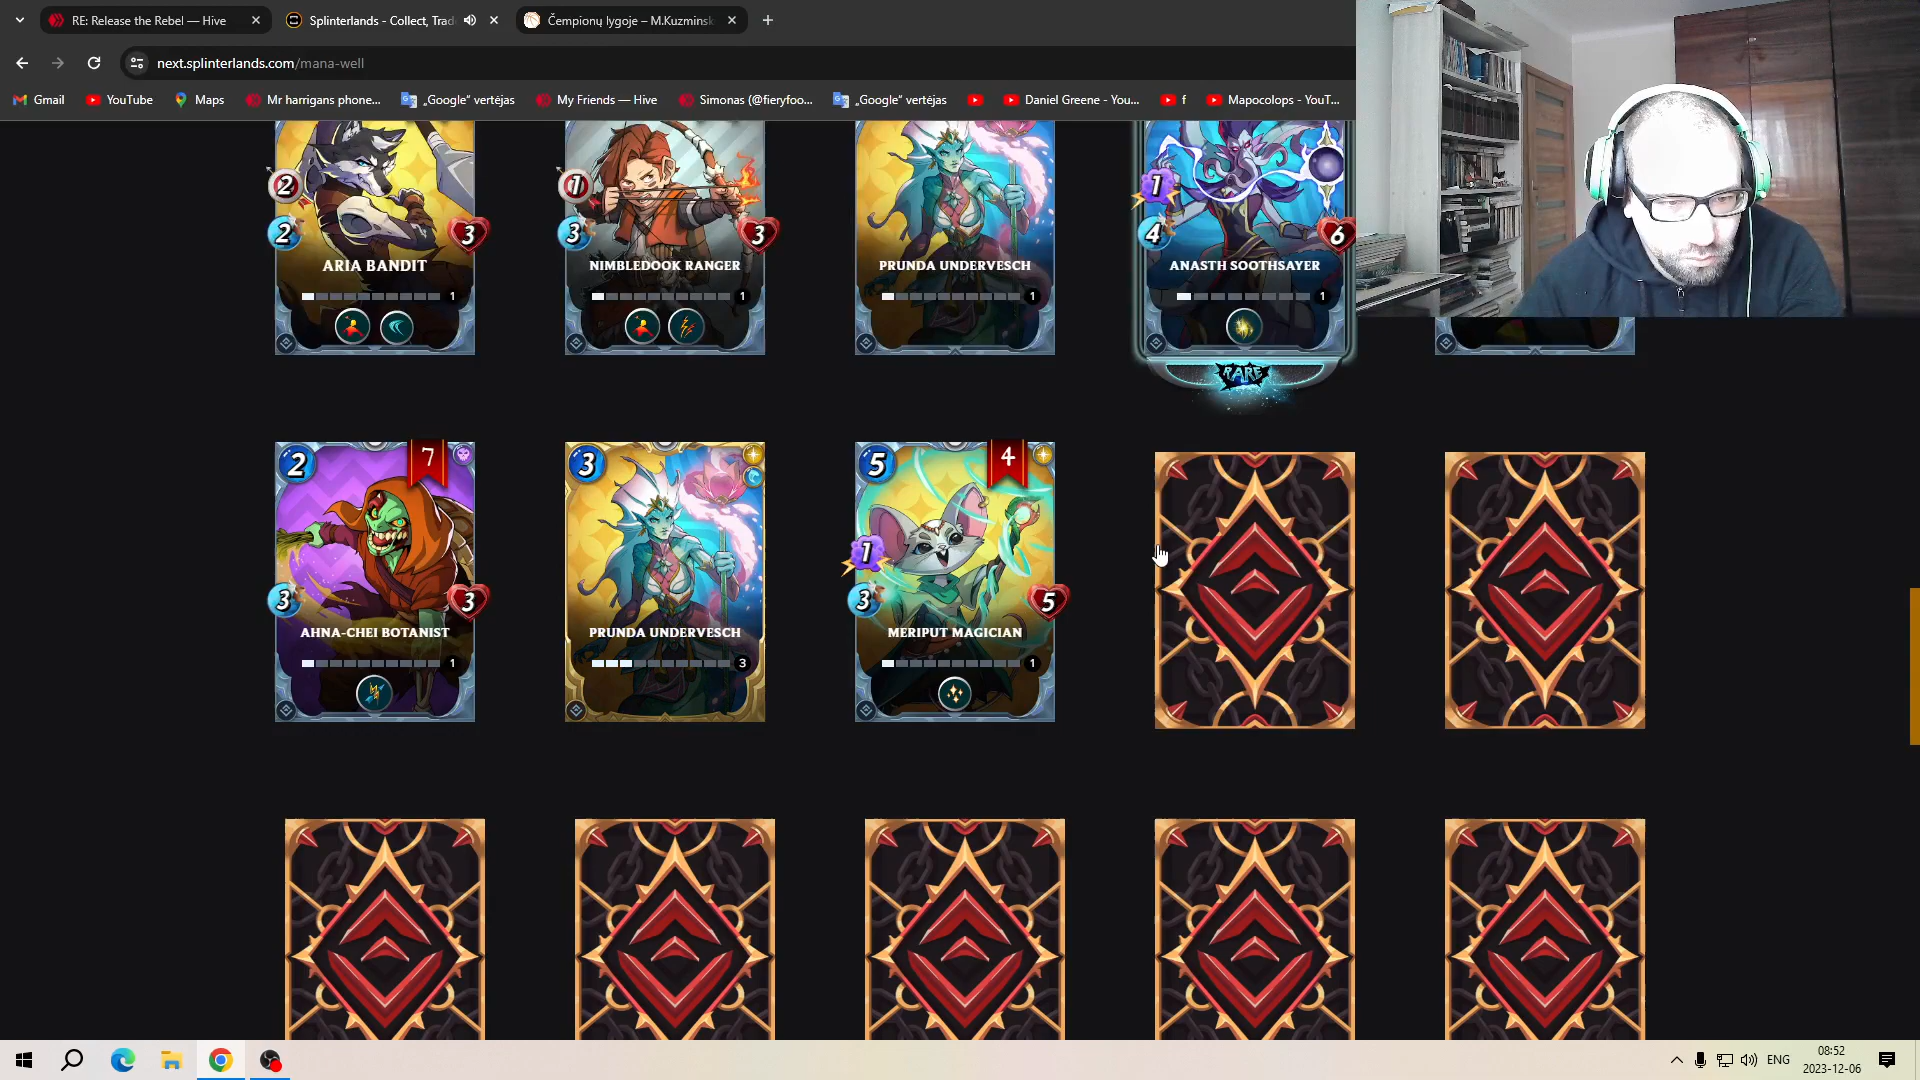 RE: Release the Rebel — Hive
Splinterlands - Collect, Trad
Čempionų lygoje – M.Kuzminsk
next.splinterlands.com/mana-well
Gmail
YouTube
Maps
Mr harrigans phone...
„Google“ vertėjas
My Friends — Hive
Simonas (@fieryfoo...
„Google“ vertėjas
Daniel Greene - You...
f
Mapocolops - YouT...
2
2
3
ARIA BANDIT
1
1
3
3
NIMBLEDOOK RANGER
1
PRUNDA UNDERVESCH
1
1
4
6
ANASTH SOOTHSAYER
1
RARE
2
7
3
3
AHNA-CHEI BOTANIST
1
3
PRUNDA UNDERVESCH
3
5
4
1
3
5
MERIPUT MAGICIAN
1
ENG
08:52
2023-12-06